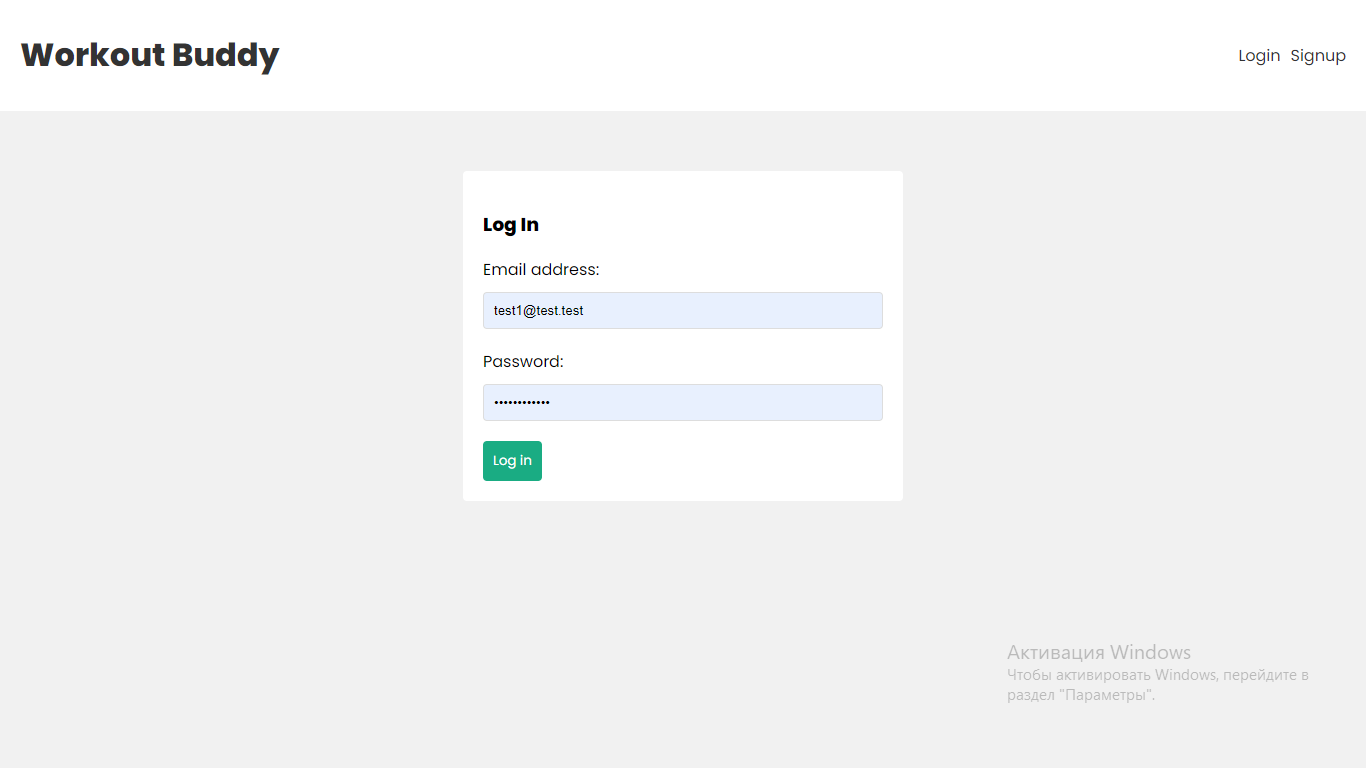 Workout Buddy
Login Signup
Log In
Email address:
test1@test.test
Password:
••••••••••••
Log in
Активация Windows
Чтобы активировать Windows, перейдите в
раздел "Параметры".